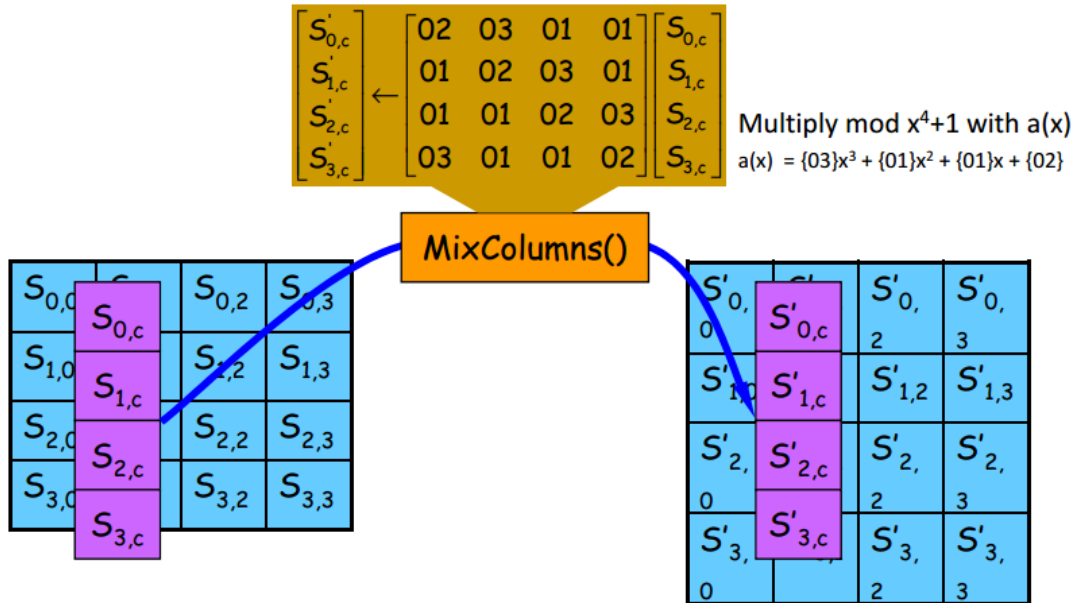 S'0,c 02 03 01 01 S0,c
S'1,c ← 01 02 03 01 S1,c
S'2,c 01 01 02 03 S2,c
S'3,c 03 01 01 02 S3,c
Multiply mod x⁴+1 with a(x)
a(x) = {03}x³ + {01}x² + {01}x + {02}
MixColumns()
S0,0 S0,2 S0,3
S0,c
S1,0 S1,2 S1,3
S1,c
S2,0 S2,2 S2,3
S2,c
S3,0 S3,2 S3,3
S3,c
S'0,0 S'0,2 S'0,3
S'0,c
S'1,0 S'1,2 S'1,3
S'1,c
S'2,0 S'2,2 S'2,3
S'2,c
S'3,0 S'3,2 S'3,3
S'3,c